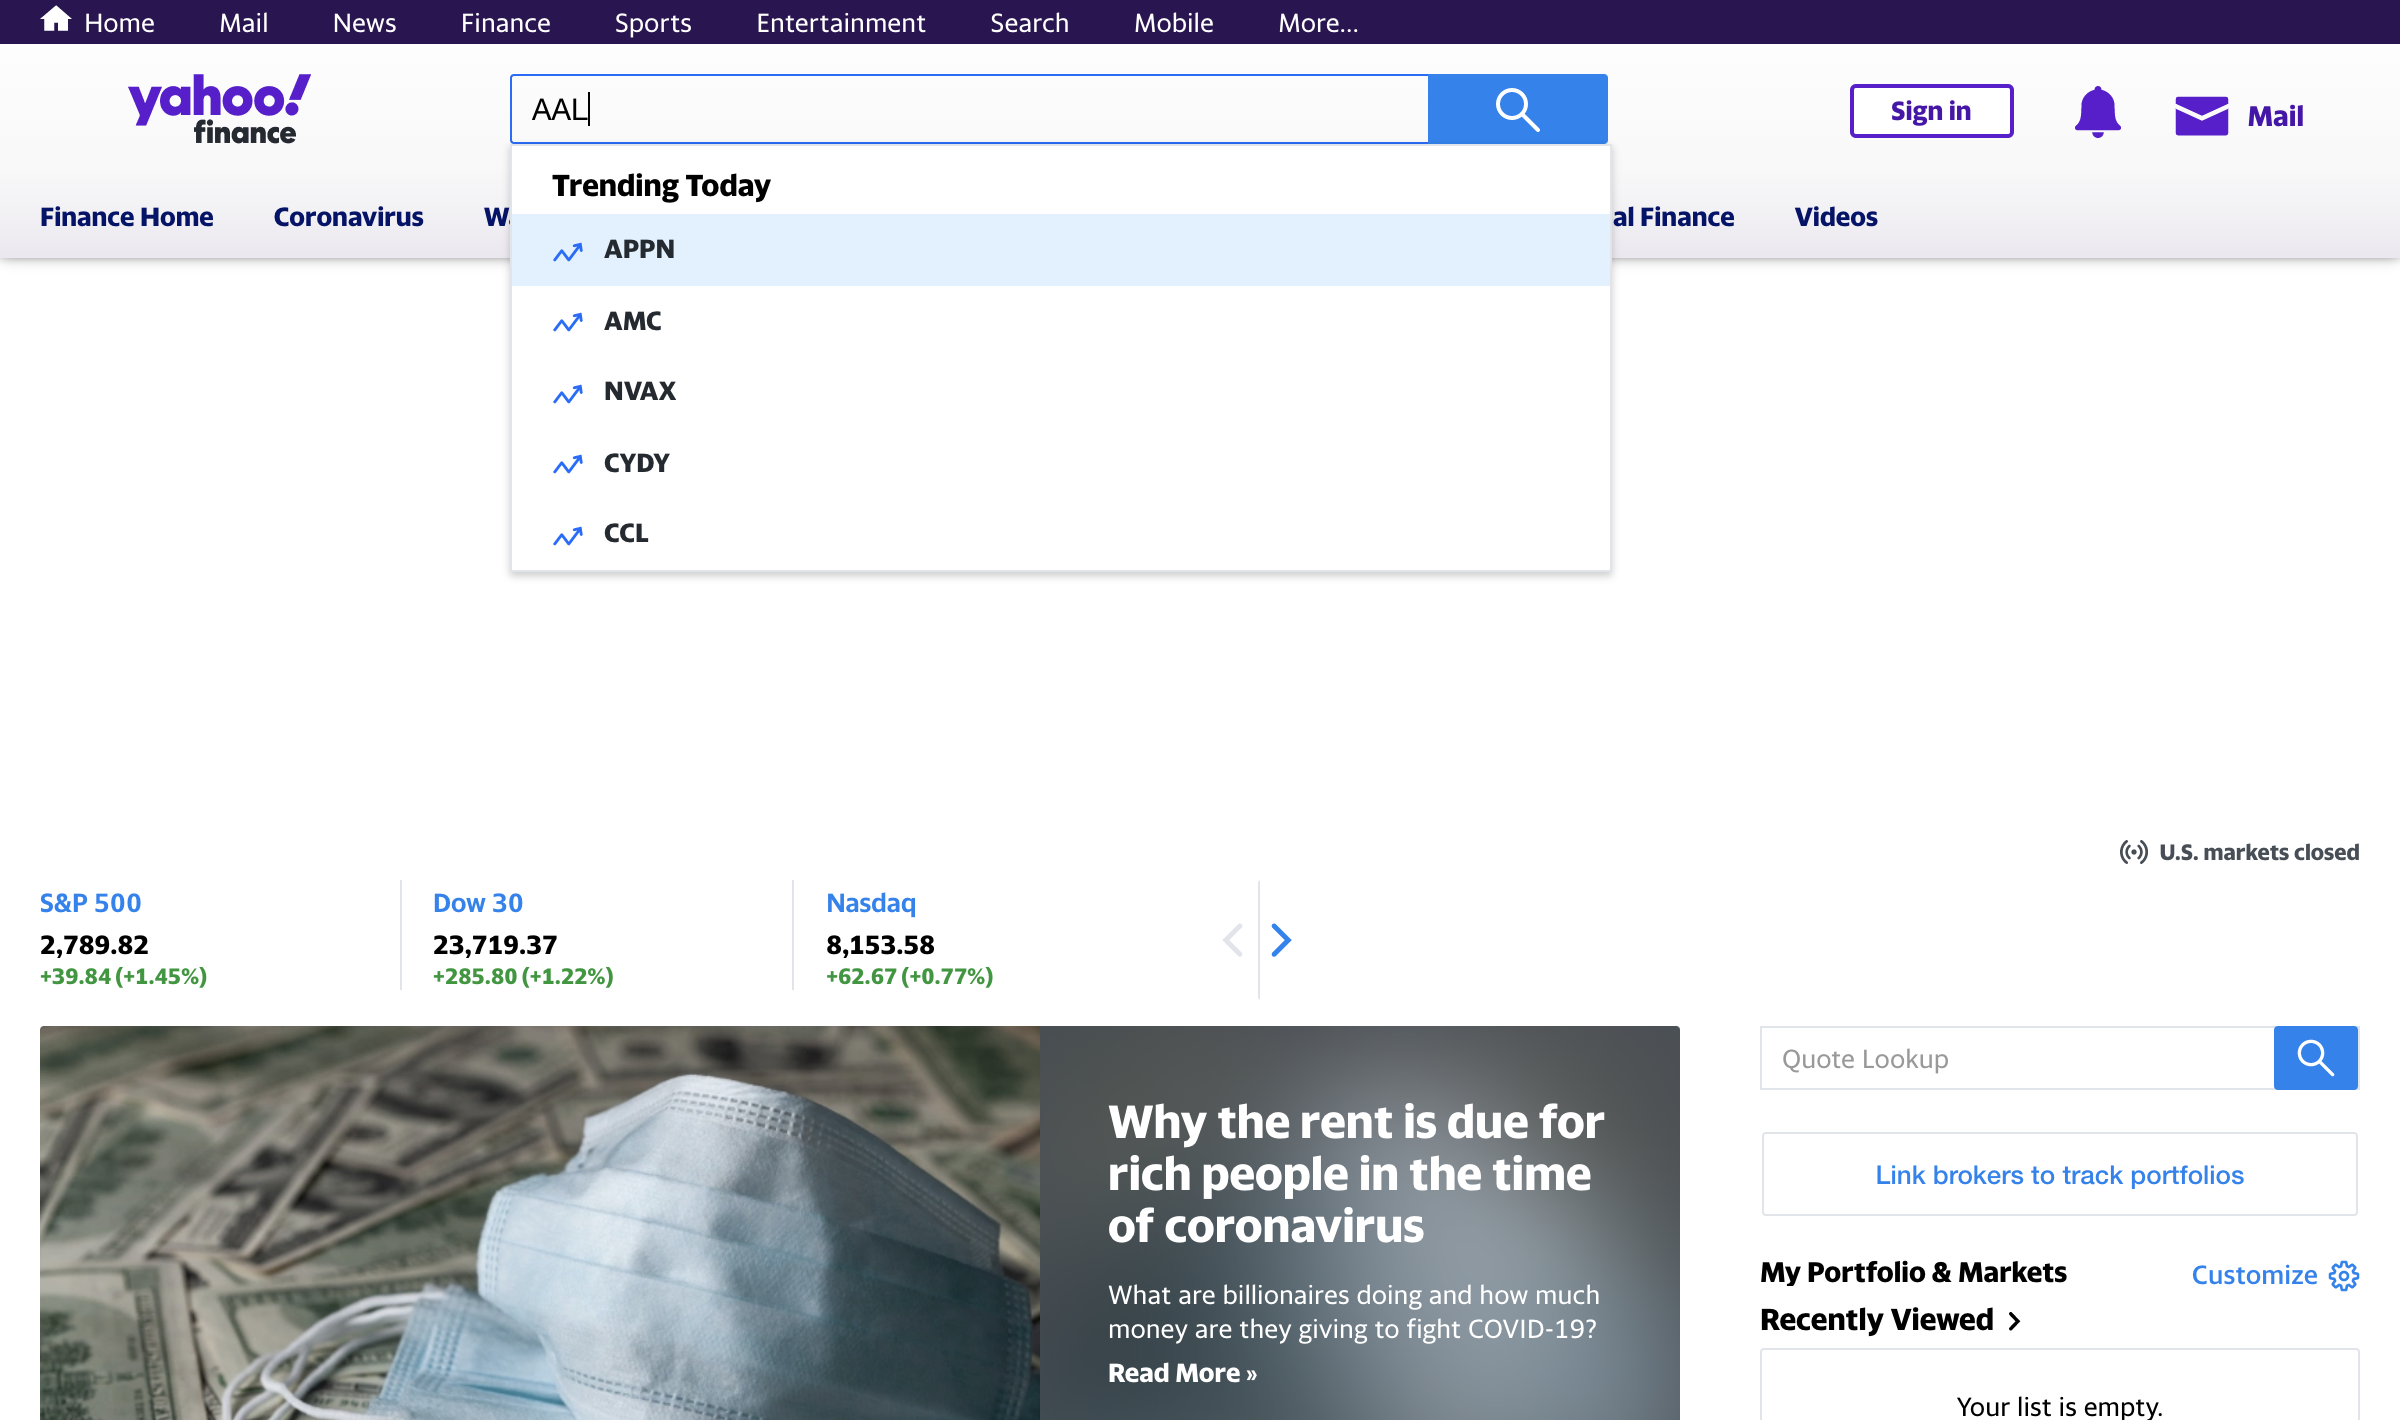 Home Mail News Finance Sports Entertainment Search Mobile More...
yahoo!
finance
AAL
Sign in
Mail
Trending Today
Finance Home Coronavirus
al Finance Videos
APPN
AMC
NVAX
CYDY
CCL
U.S. markets closed
S&P 500
2,789.82
+39.84 (+1.45%)
Dow 30
23,719.37
+285.80 (+1.22%)
Nasdaq
8,153.58
+62.67 (+0.77%)
Why the rent is due for
rich people in the time
of coronavirus
What are billionaires doing and how much
money are they giving to fight COVID-19?
Read More »
Quote Lookup
Link brokers to track portfolios
My Portfolio & Markets
Customize
Recently Viewed >
Your list is empty.